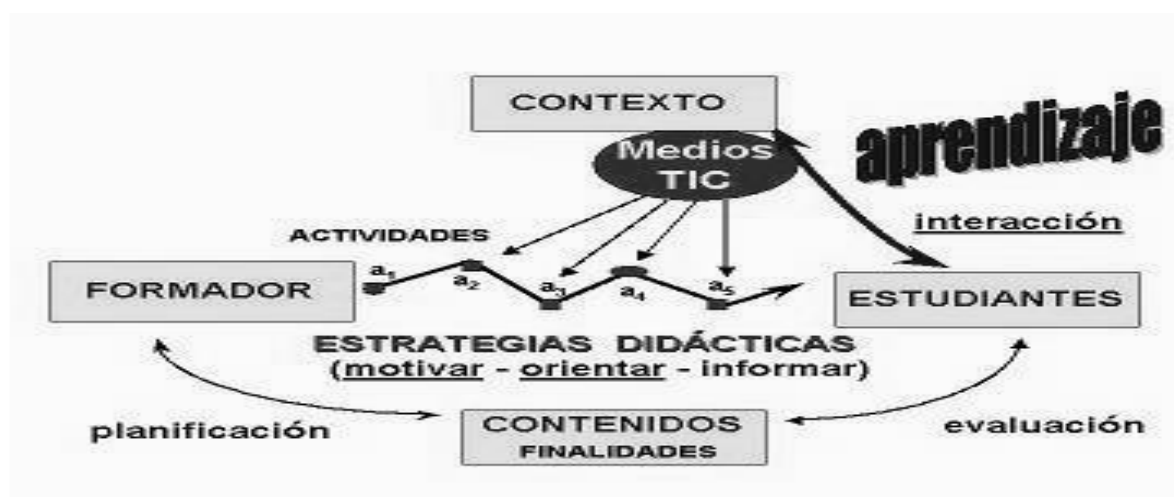 CONTEXTO
aprendizaje
Medios
TIC
interacción
ACTIVIDADES
FORMADOR
a1
a2
a3
a4
a5
ESTUDIANTES
ESTRATEGIAS DIDÁCTICAS
(motivar - orientar - informar)
planificación
CONTENIDOS
FINALIDADES
evaluación